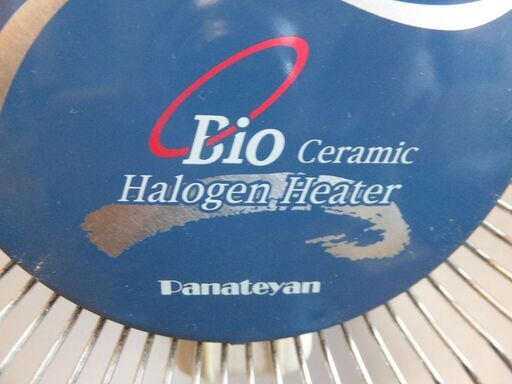 Bio Ceramic
Halogen Heater
Panateyan